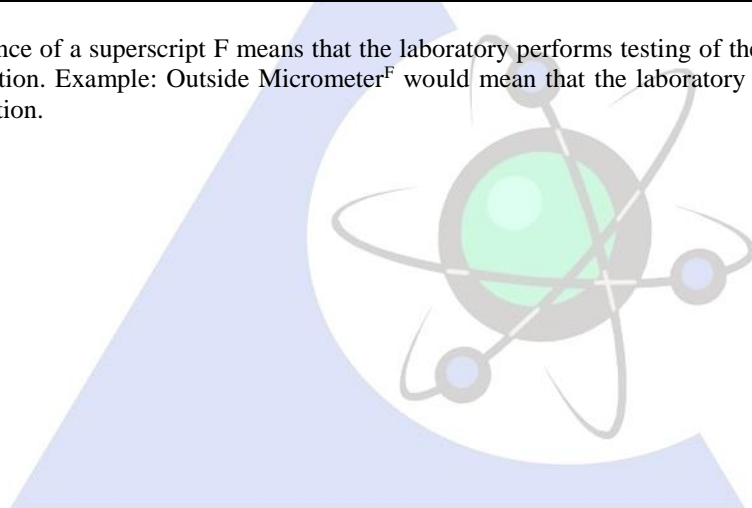 nce of a superscript F means that the laboratory performs testing of the
tion. Example: Outside Micrometerᶠ would mean that the laboratory
tion.